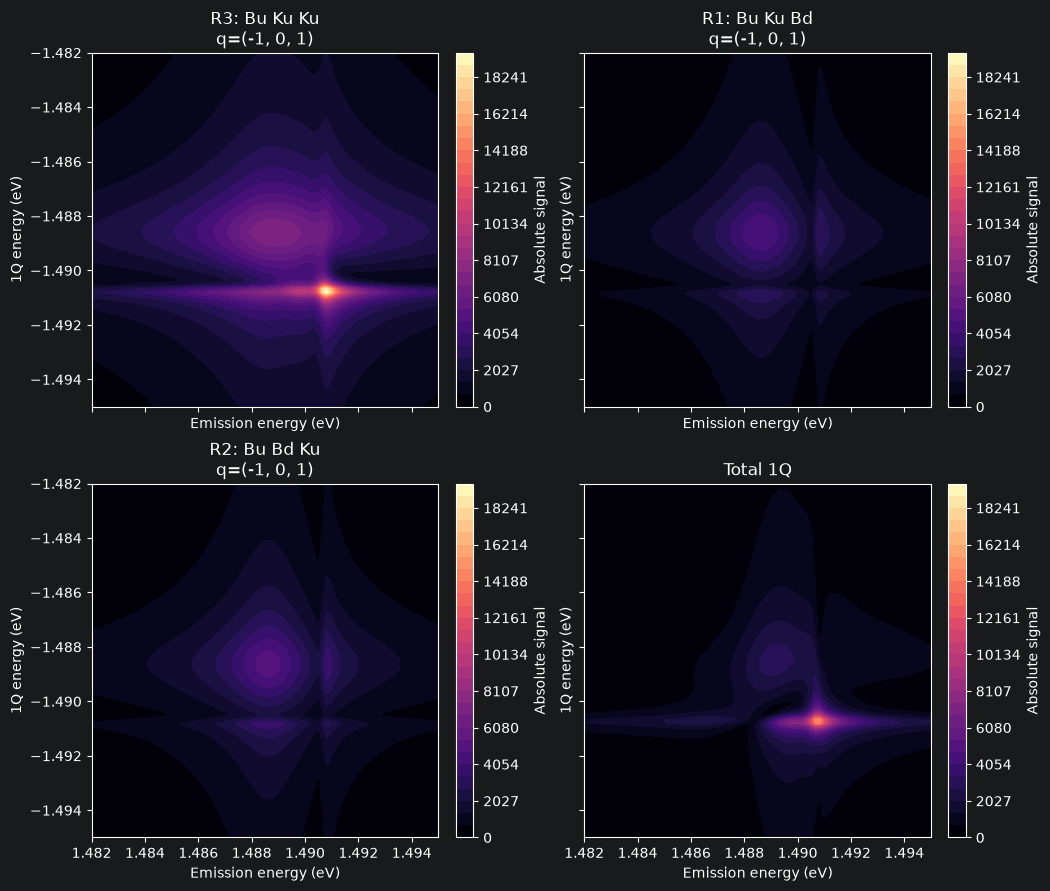 R3: Bu Ku Ku
q=(-1, 0, 1)
R1: Bu Ku Bd
q=(-1, 0, 1)
−1.482
−1.484
−1.486
−1.488
−1.490
−1.492
−1.494
1Q energy (eV)
Emission energy (eV)
18241
16214
14188
12161
10134
8107
6080
4054
2027
0
Absolute signal
1Q energy (eV)
Emission energy (eV)
18241
16214
14188
12161
10134
8107
6080
4054
2027
0
Absolute signal
R2: Bu Bd Ku
q=(-1, 0, 1)
Total 1Q
−1.482
−1.484
−1.486
−1.488
−1.490
−1.492
−1.494
1Q energy (eV)
1.482 1.484 1.486 1.488 1.490 1.492 1.494
Emission energy (eV)
18241
16214
14188
12161
10134
8107
6080
4054
2027
0
Absolute signal
1Q energy (eV)
1.482 1.484 1.486 1.488 1.490 1.492 1.494
Emission energy (eV)
18241
16214
14188
12161
10134
8107
6080
4054
2027
0
Absolute signal